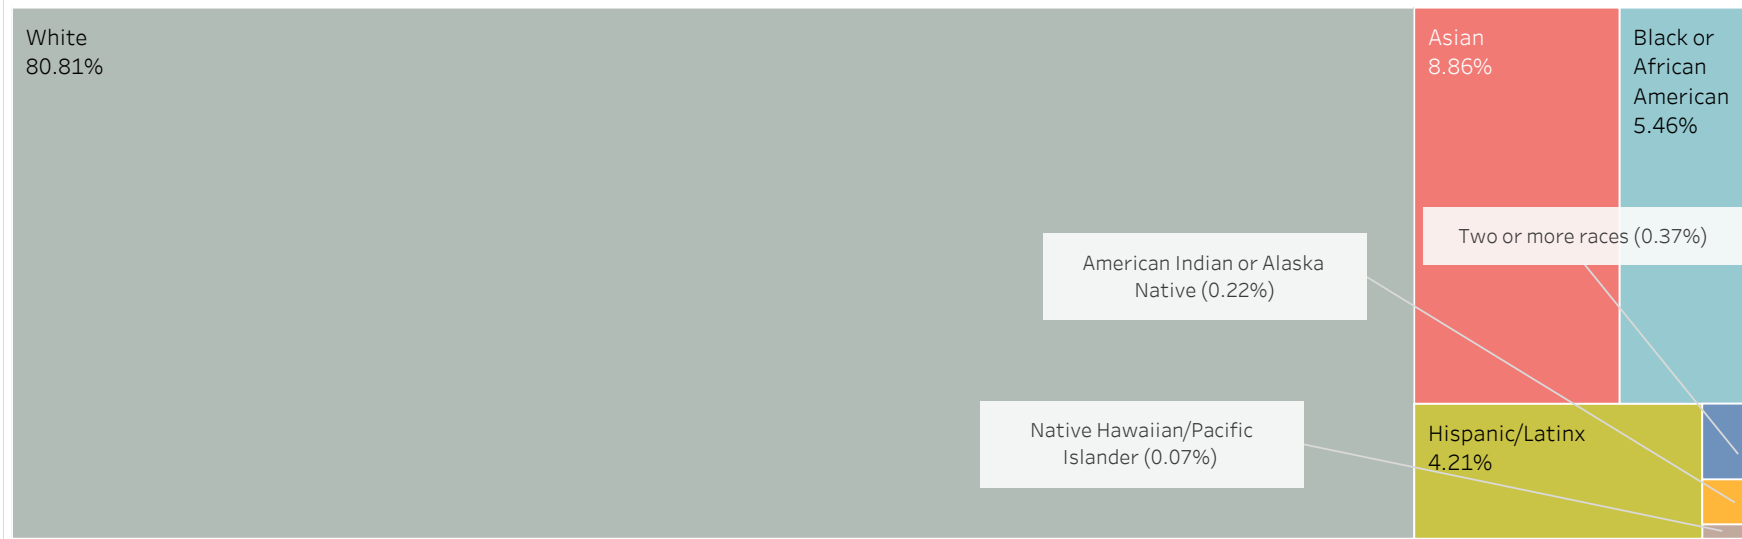 White
80.81%
Asian
8.86%
Black or
African
American
5.46%
Two or more races (0.37%)
American Indian or Alaska
Native (0.22%)
Native Hawaiian/Pacific
Islander (0.07%)
Hispanic/Latinx
4.21%